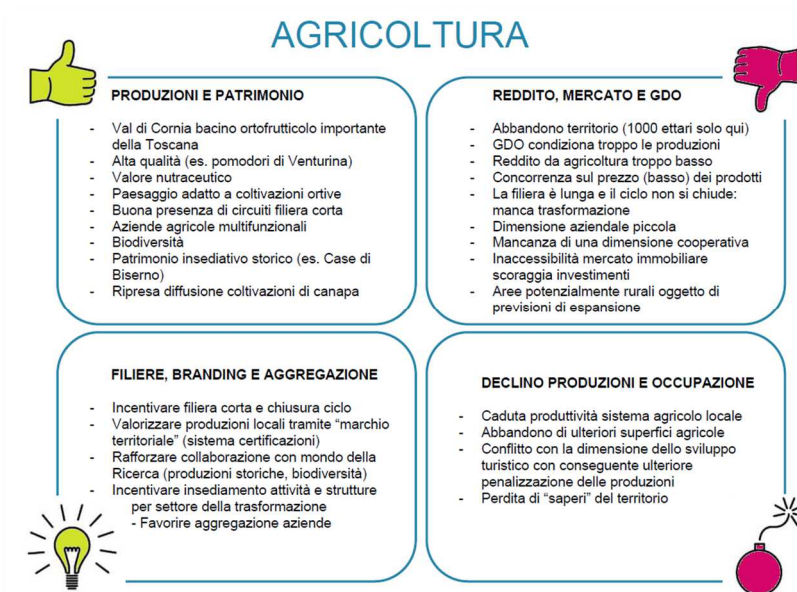 AGRICOLTURA
PRODUZIONI E PATRIMONIO
- Val di Cornia bacino ortofrutticolo importante
della Toscana
- Alta qualità (es. pomodori di Venturina)
- Valore nutraceutico
- Paesaggio adatto a coltivazioni ortive
- Buona presenza di circuiti filiera corta
- Aziende agricole multifunzionali
- Biodiversità
- Patrimonio insediativo storico (es. Case di
Biserno)
- Ripresa diffusione coltivazioni di canapa
REDDITO, MERCATO E GDO
- Abbandono territorio (1000 ettari solo qui)
- GDO condiziona troppo le produzioni
- Reddito da agricoltura troppo basso
- Concorrenza sul prezzo (basso) dei prodotti
- La filiera è lunga e il ciclo non si chiude:
manca trasformazione
- Dimensione aziendale piccola
- Mancanza di una dimensione cooperativa
- Inaccessibilità mercato immobiliare
scoraggia investimenti
- Aree potenzialmente rurali oggetto di
previsioni di espansione
FILIERE, BRANDING E AGGREGAZIONE
- Incentivare filiera corta e chiusura ciclo
- Valorizzare produzioni locali tramite “marchio
territoriale” (sistema certificazioni)
- Rafforzare collaborazione con mondo della
Ricerca (produzioni storiche, biodiversità)
- Incentivare insediamento attività e strutture
per settore della trasformazione
- Favorire aggregazione aziende
DECLINO PRODUZIONI E OCCUPAZIONE
- Caduta produttività sistema agricolo locale
- Abbandono di ulteriori superfici agricole
- Conflitto con la dimensione dello sviluppo
turistico con conseguente ulteriore
penalizzazione delle produzioni
- Perdita di “saperi” del territorio